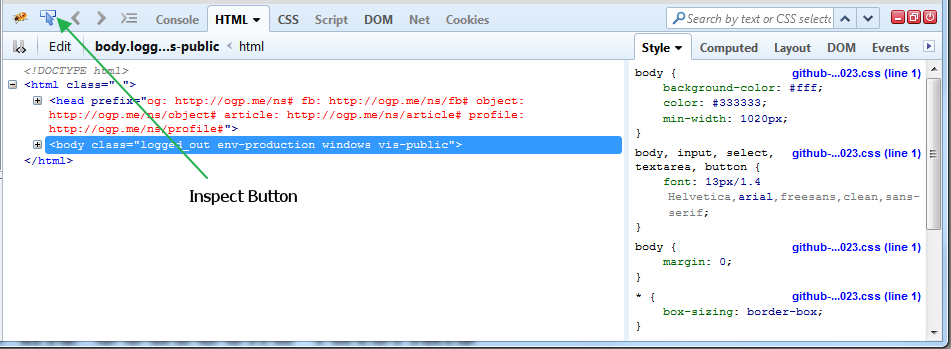 Console HTML CSS Script DOM Net Cookies Search by text or CSS selecto
Edit body.logg...s-public < html Style Computed Layout DOM Events
<!DOCTYPE html>
<html class=" ">
<head prefix="og: http://ogp.me/ns# fb: http://ogp.me/ns/fb# object:
http://ogp.me/ns/object# article: http://ogp.me/ns/article# profile:
http://ogp.me/ns/profile#">
<body class="logged_out env-production windows vis-public">
</html>
Inspect Button
body { github-...023.css (line 1)
background-color: #fff;
color: #333333;
min-width: 1020px;
}
body, input, select, github-...023.css (line 1)
textarea, button {
font: 13px/1.4
Helvetica,arial,freesans,clean,sans-
serif;
}
body { github-...023.css (line 1)
margin: 0;
}
* { github-...023.css (line 1)
box-sizing: border-box;
}